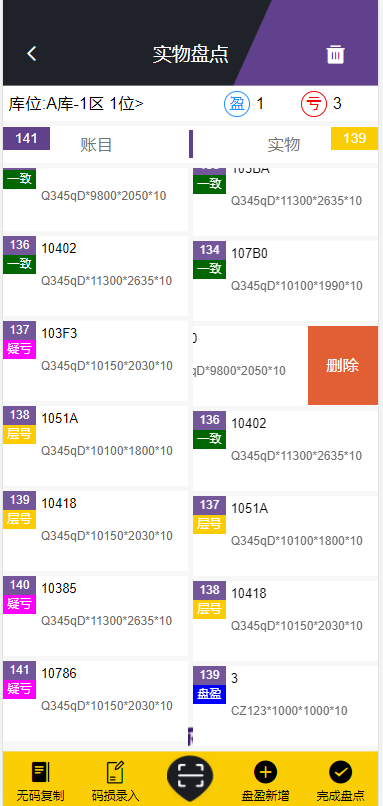 实物盘点
库位:A库-1区 1位> 盈 1 亏 3
141 账目 实物 139
一致
Q345qD*9800*2050*10
136 10402
一致
Q345qD*11300*2635*10
137 103F3
疑亏
Q345qD*10150*2030*10
138 1051A
层号
Q345qD*10100*1800*10
139 10418
层号
Q345qD*10150*2030*10
140 10385
疑亏
Q345qD*11300*2635*10
141 10786
疑亏
Q345qD*10150*2030*10
103BA
一致
Q345qD*11300*2635*10
134 107B0
一致
Q345qD*10100*1990*10
qD*9800*2050*10
删除
136 10402
一致
Q345qD*11300*2635*10
137 1051A
层号
Q345qD*10100*1800*10
138 10418
层号
Q345qD*10150*2030*10
139 3
盘盈
CZ123*1000*1000*10
无码复制 码损录入 盘盈新增 完成盘点